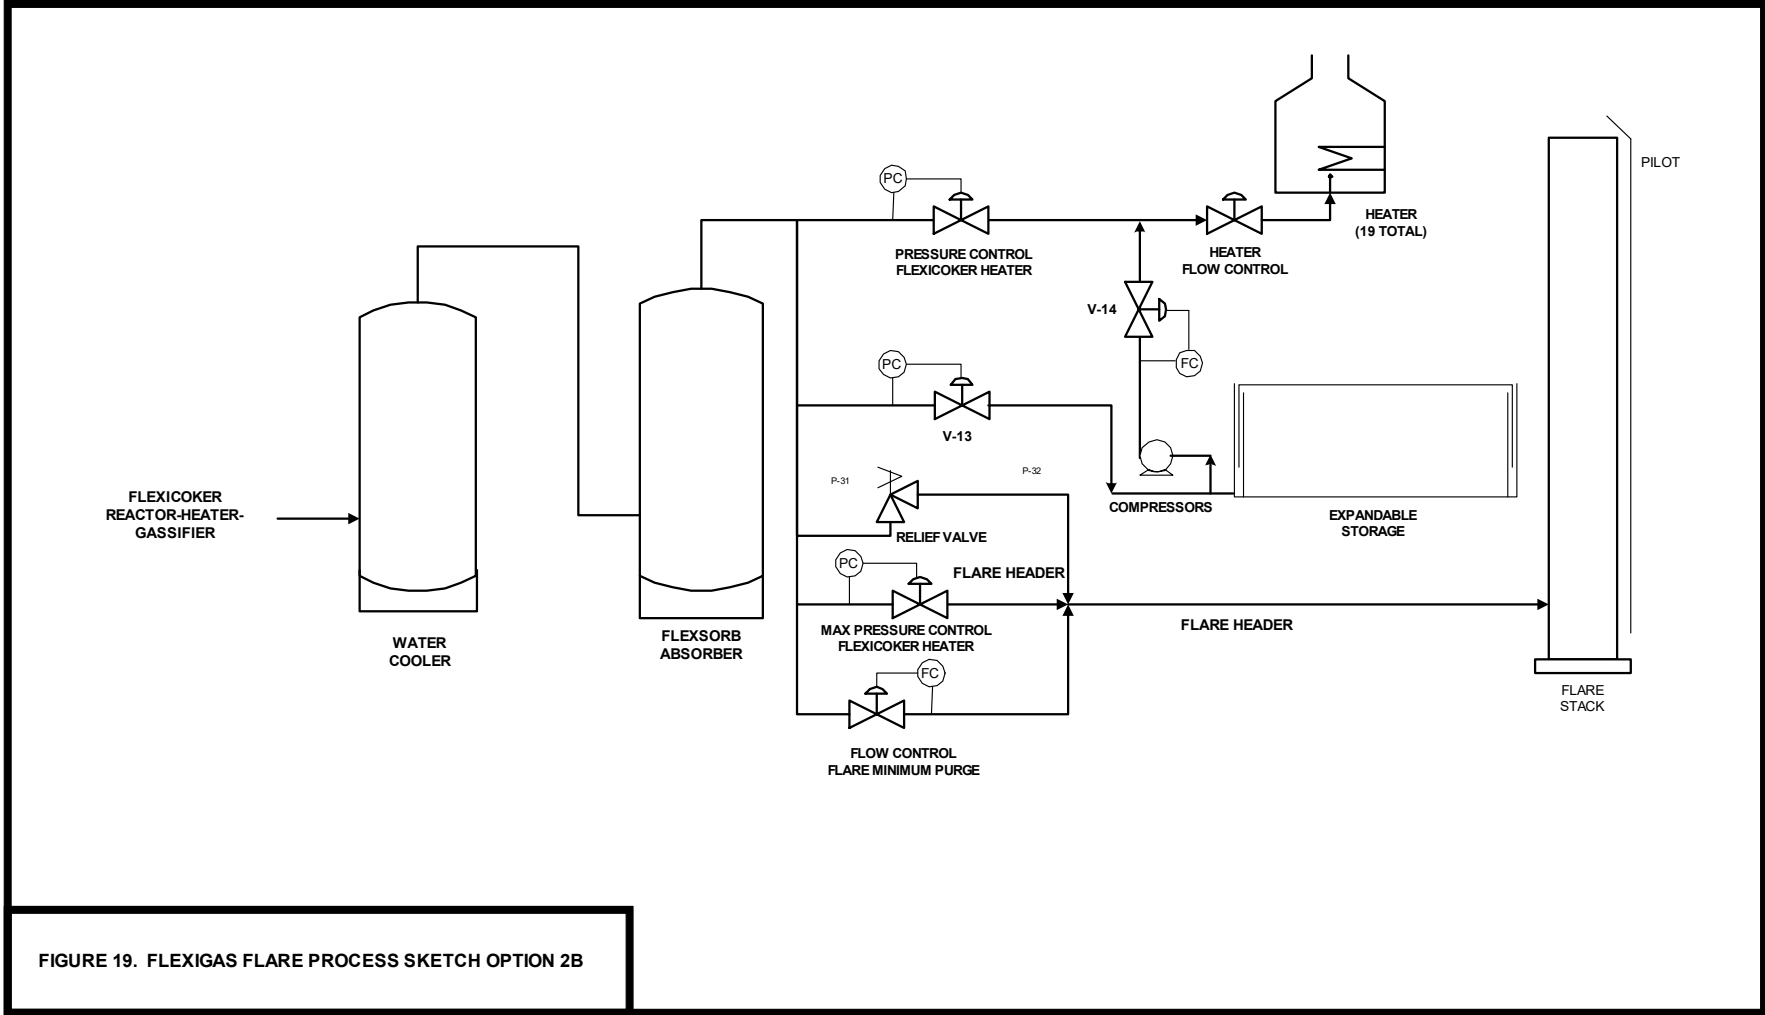 PILOT
PC
HEATER
(19 TOTAL)
PRESSURE CONTROL
FLEXICOKER HEATER
HEATER
FLOW CONTROL
V-14
FC
PC
V-13
P-31
P-32
FLEXICOKER
REACTOR-HEATER-
GASSIFIER
COMPRESSORS
EXPANDABLE
STORAGE
RELIEF VALVE
PC
FLARE HEADER
FLARE HEADER
MAX PRESSURE CONTROL
FLEXICOKER HEATER
WATER
COOLER
FLEXSORB
ABSORBER
FC
FLARE
STACK
FLOW CONTROL
FLARE MINIMUM PURGE
FIGURE 19. FLEXIGAS FLARE PROCESS SKETCH OPTION 2B